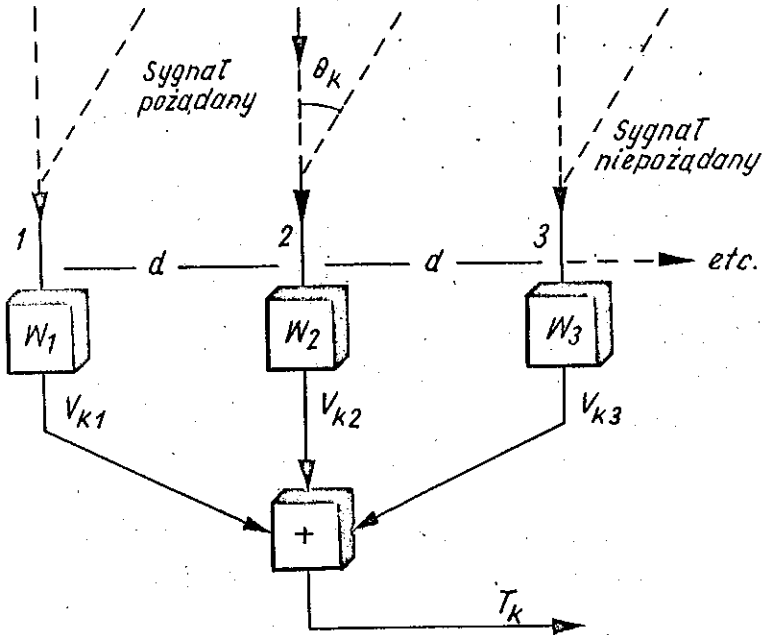 Sygnał
pożądany
θk
Sygnał
niepożądany
1
2
3
d
d
etc.
W1
W2
W3
Vk1
Vk2
Vk3
+
Tk